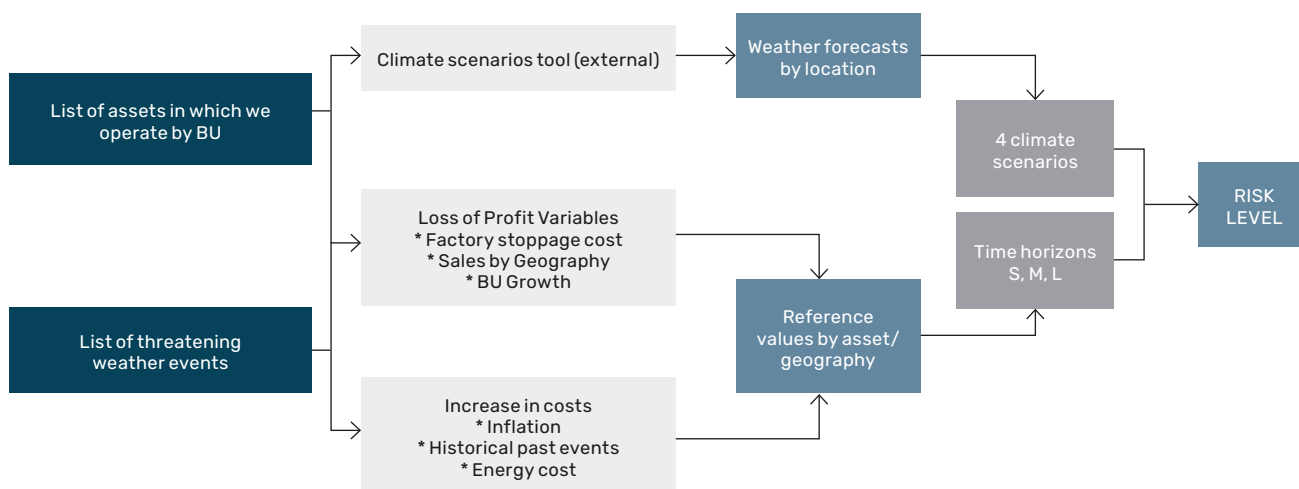 List of assets in which we
operate by BU
List of threatening
weather events
Climate scenarios tool (external)
Loss of Profit Variables
* Factory stoppage cost
* Sales by Geography
* BU Growth
Increase in costs
* Inflation
* Historical past events
* Energy cost
Weather forecasts
by location
Reference
values by asset/
geography
4 climate
scenarios
Time horizons
S, M, L
RISK
LEVEL